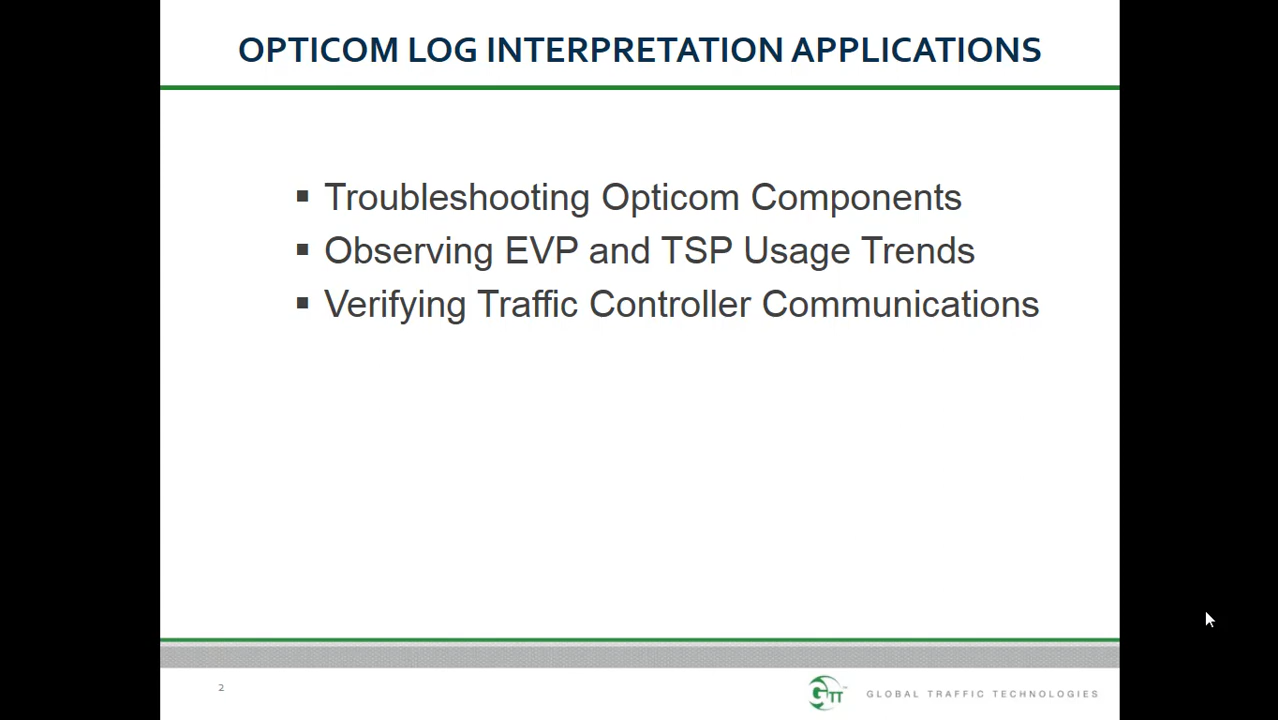 OPTICOM LOG INTERPRETATION APPLICATIONS
▪ Troubleshooting Opticom Components
▪ Observing EVP and TSP Usage Trends
▪ Verifying Traffic Controller Communications
2
GTT™ GLOBAL TRAFFIC TECHNOLOGIES